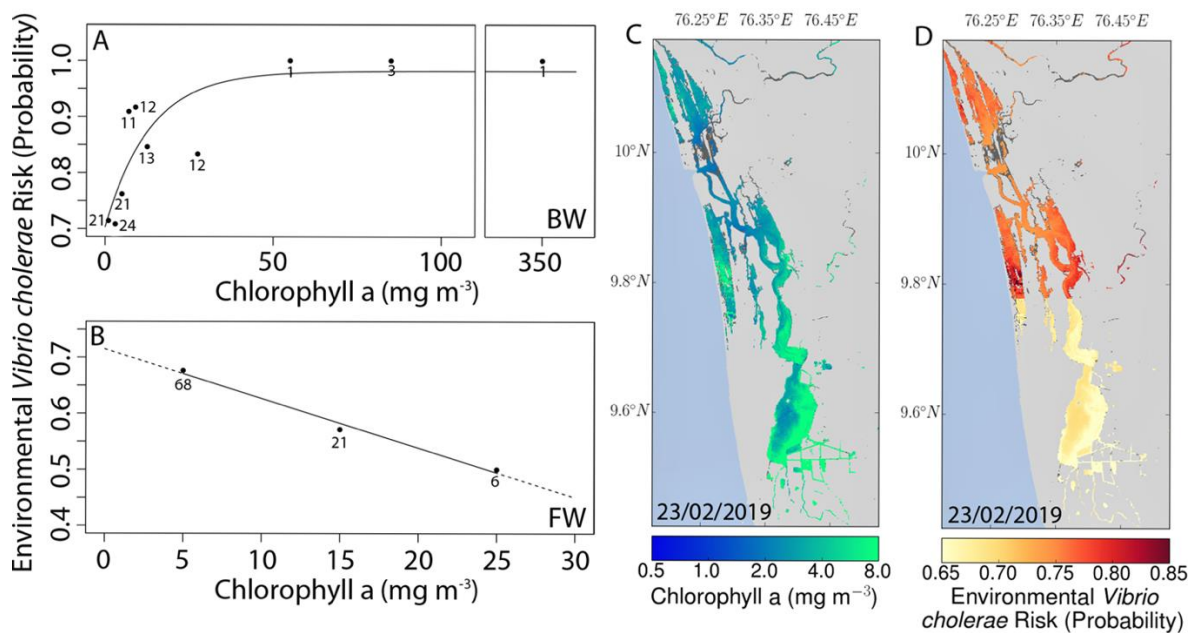 Environmental Vibrio cholerae Risk (Probability)
A
1.0
0.9
0.8
0.7
1
3
1
12
11
13
12
21
21
24
BW
0
50
100
350
Chlorophyll a (mg m-3)
B
0.7
0.6
0.5
0.4
68
21
6
FW
0
5
10
15
20
25
30
Chlorophyll a (mg m-3)
C
76.25°E 76.35°E 76.45°E
10°N
9.8°N
9.6°N
23/02/2019
0.5 1.0 2.0 4.0 8.0
Chlorophyll a (mg m−3)
D
76.25°E 76.35°E 76.45°E
10°N
9.8°N
9.6°N
23/02/2019
0.65 0.70 0.75 0.80 0.85
Environmental Vibrio
cholerae Risk (Probability)